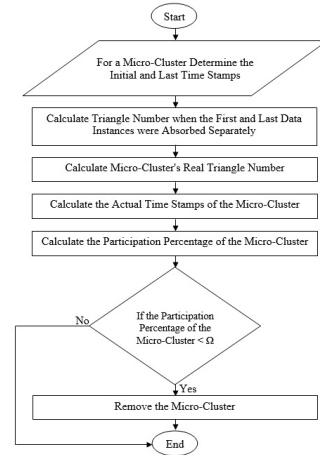 Start
For a Micro-Cluster Determine the
Initial and Last Time Stamps
Calculate Triangle Number when the First and Last Data
Instances were Absorbed Separately
Calculate Micro-Cluster's Real Triangle Number
Calculate the Actual Time Stamps of the Micro-Cluster
Calculate the Participation Percentage of the Micro-Cluster
If the Participation
Percentage of the
Micro-Cluster < Ω
No
Yes
Remove the Micro-Cluster
End